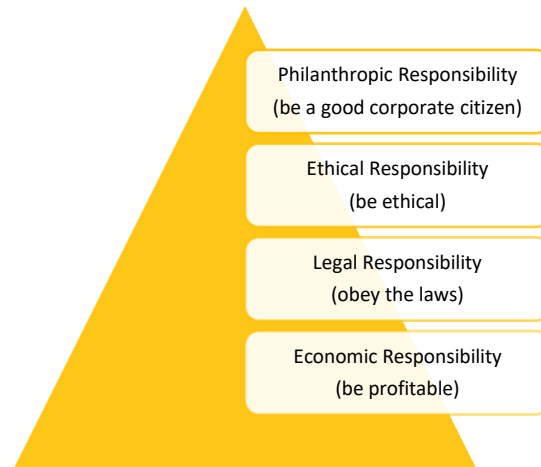 Philanthropic Responsibility
(be a good corporate citizen)
Ethical Responsibility
(be ethical)
Legal Responsibility
(obey the laws)
Economic Responsibility
(be profitable)